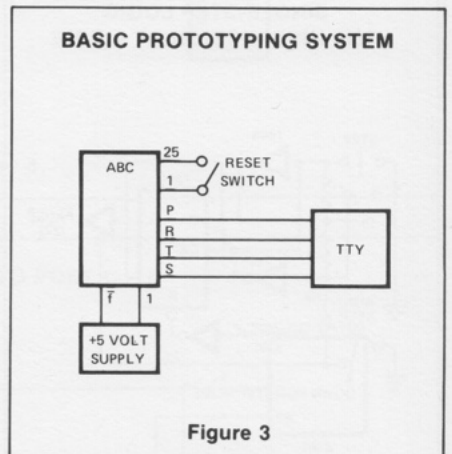 BASIC PROTOTYPING SYSTEM
25
ABC
RESET
1
SWITCH
P
R
T
TTY
S
f̅
1
+5 VOLT
SUPPLY
Figure 3